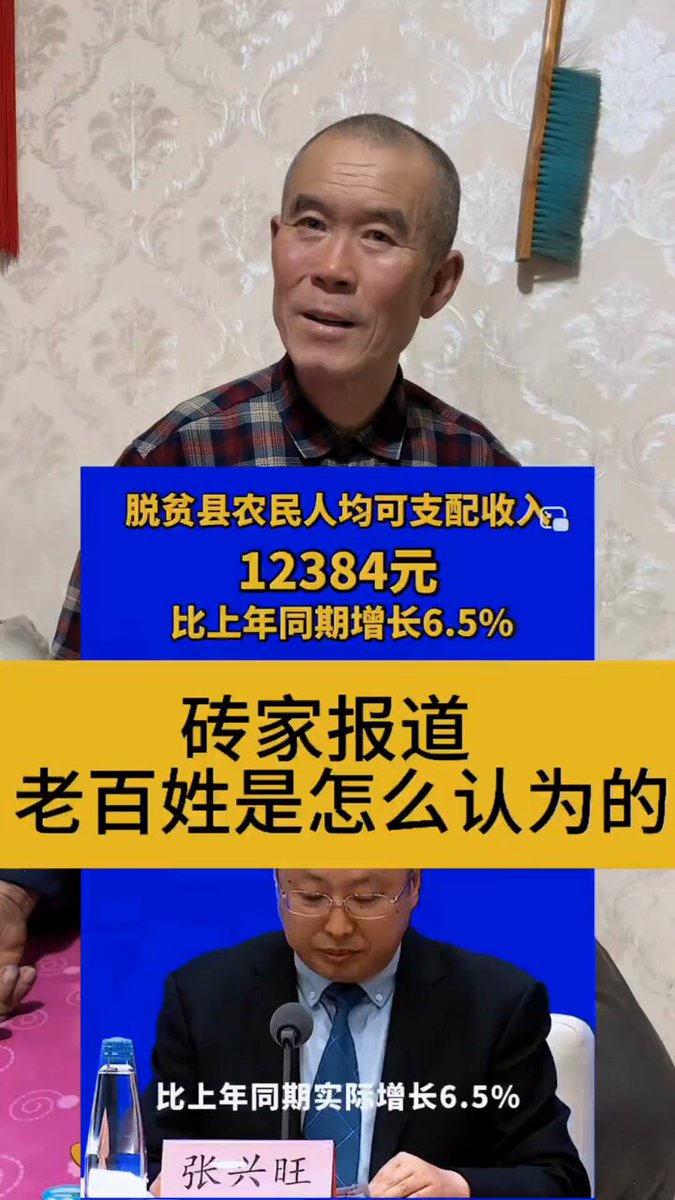 脱贫县农民人均可支配收入
12384元
比上年同期增长6.5%
砖家报道
老百姓是怎么认为的
比上年同期实际增长6.5%
张兴旺